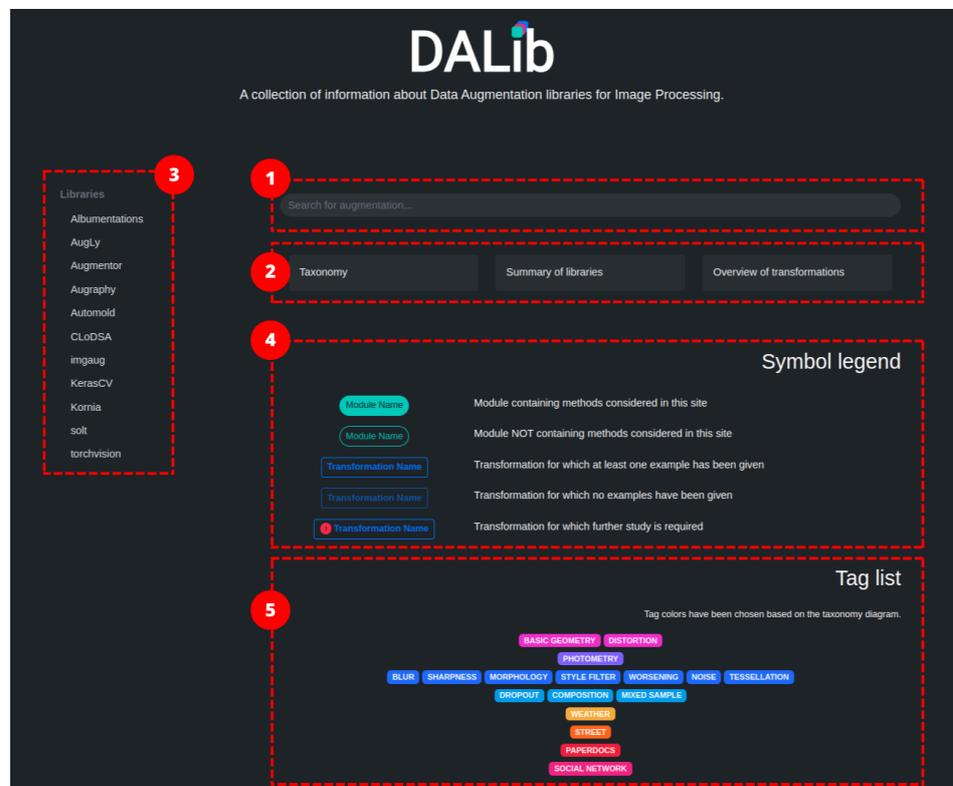 DALib
A collection of information about Data Augmentation libraries for Image Processing.
3
Libraries
Albumentations
AugLy
Augmentor
Augraphy
Automold
CLoDSA
imgaug
KerasCV
Kornia
solt
torchvision
1
Search for augmentation...
2
Taxonomy
Summary of libraries
Overview of transformations
4
Symbol legend
Module Name Module containing methods considered in this site
Module Name Module NOT containing methods considered in this site
Transformation Name Transformation for which at least one example has been given
Transformation Name Transformation for which no examples have been given
! Transformation Name Transformation for which further study is required
5
Tag list
Tag colors have been chosen based on the taxonomy diagram.
BASIC GEOMETRY DISTORTION
PHOTOMETRY
BLUR SHARPNESS MORPHOLOGY STYLE FILTER WORSENING NOISE TESSELLATION
DROPOUT COMPOSITION MIXED SAMPLE
WEATHER
STREET
PAPERDOCS
SOCIAL NETWORK